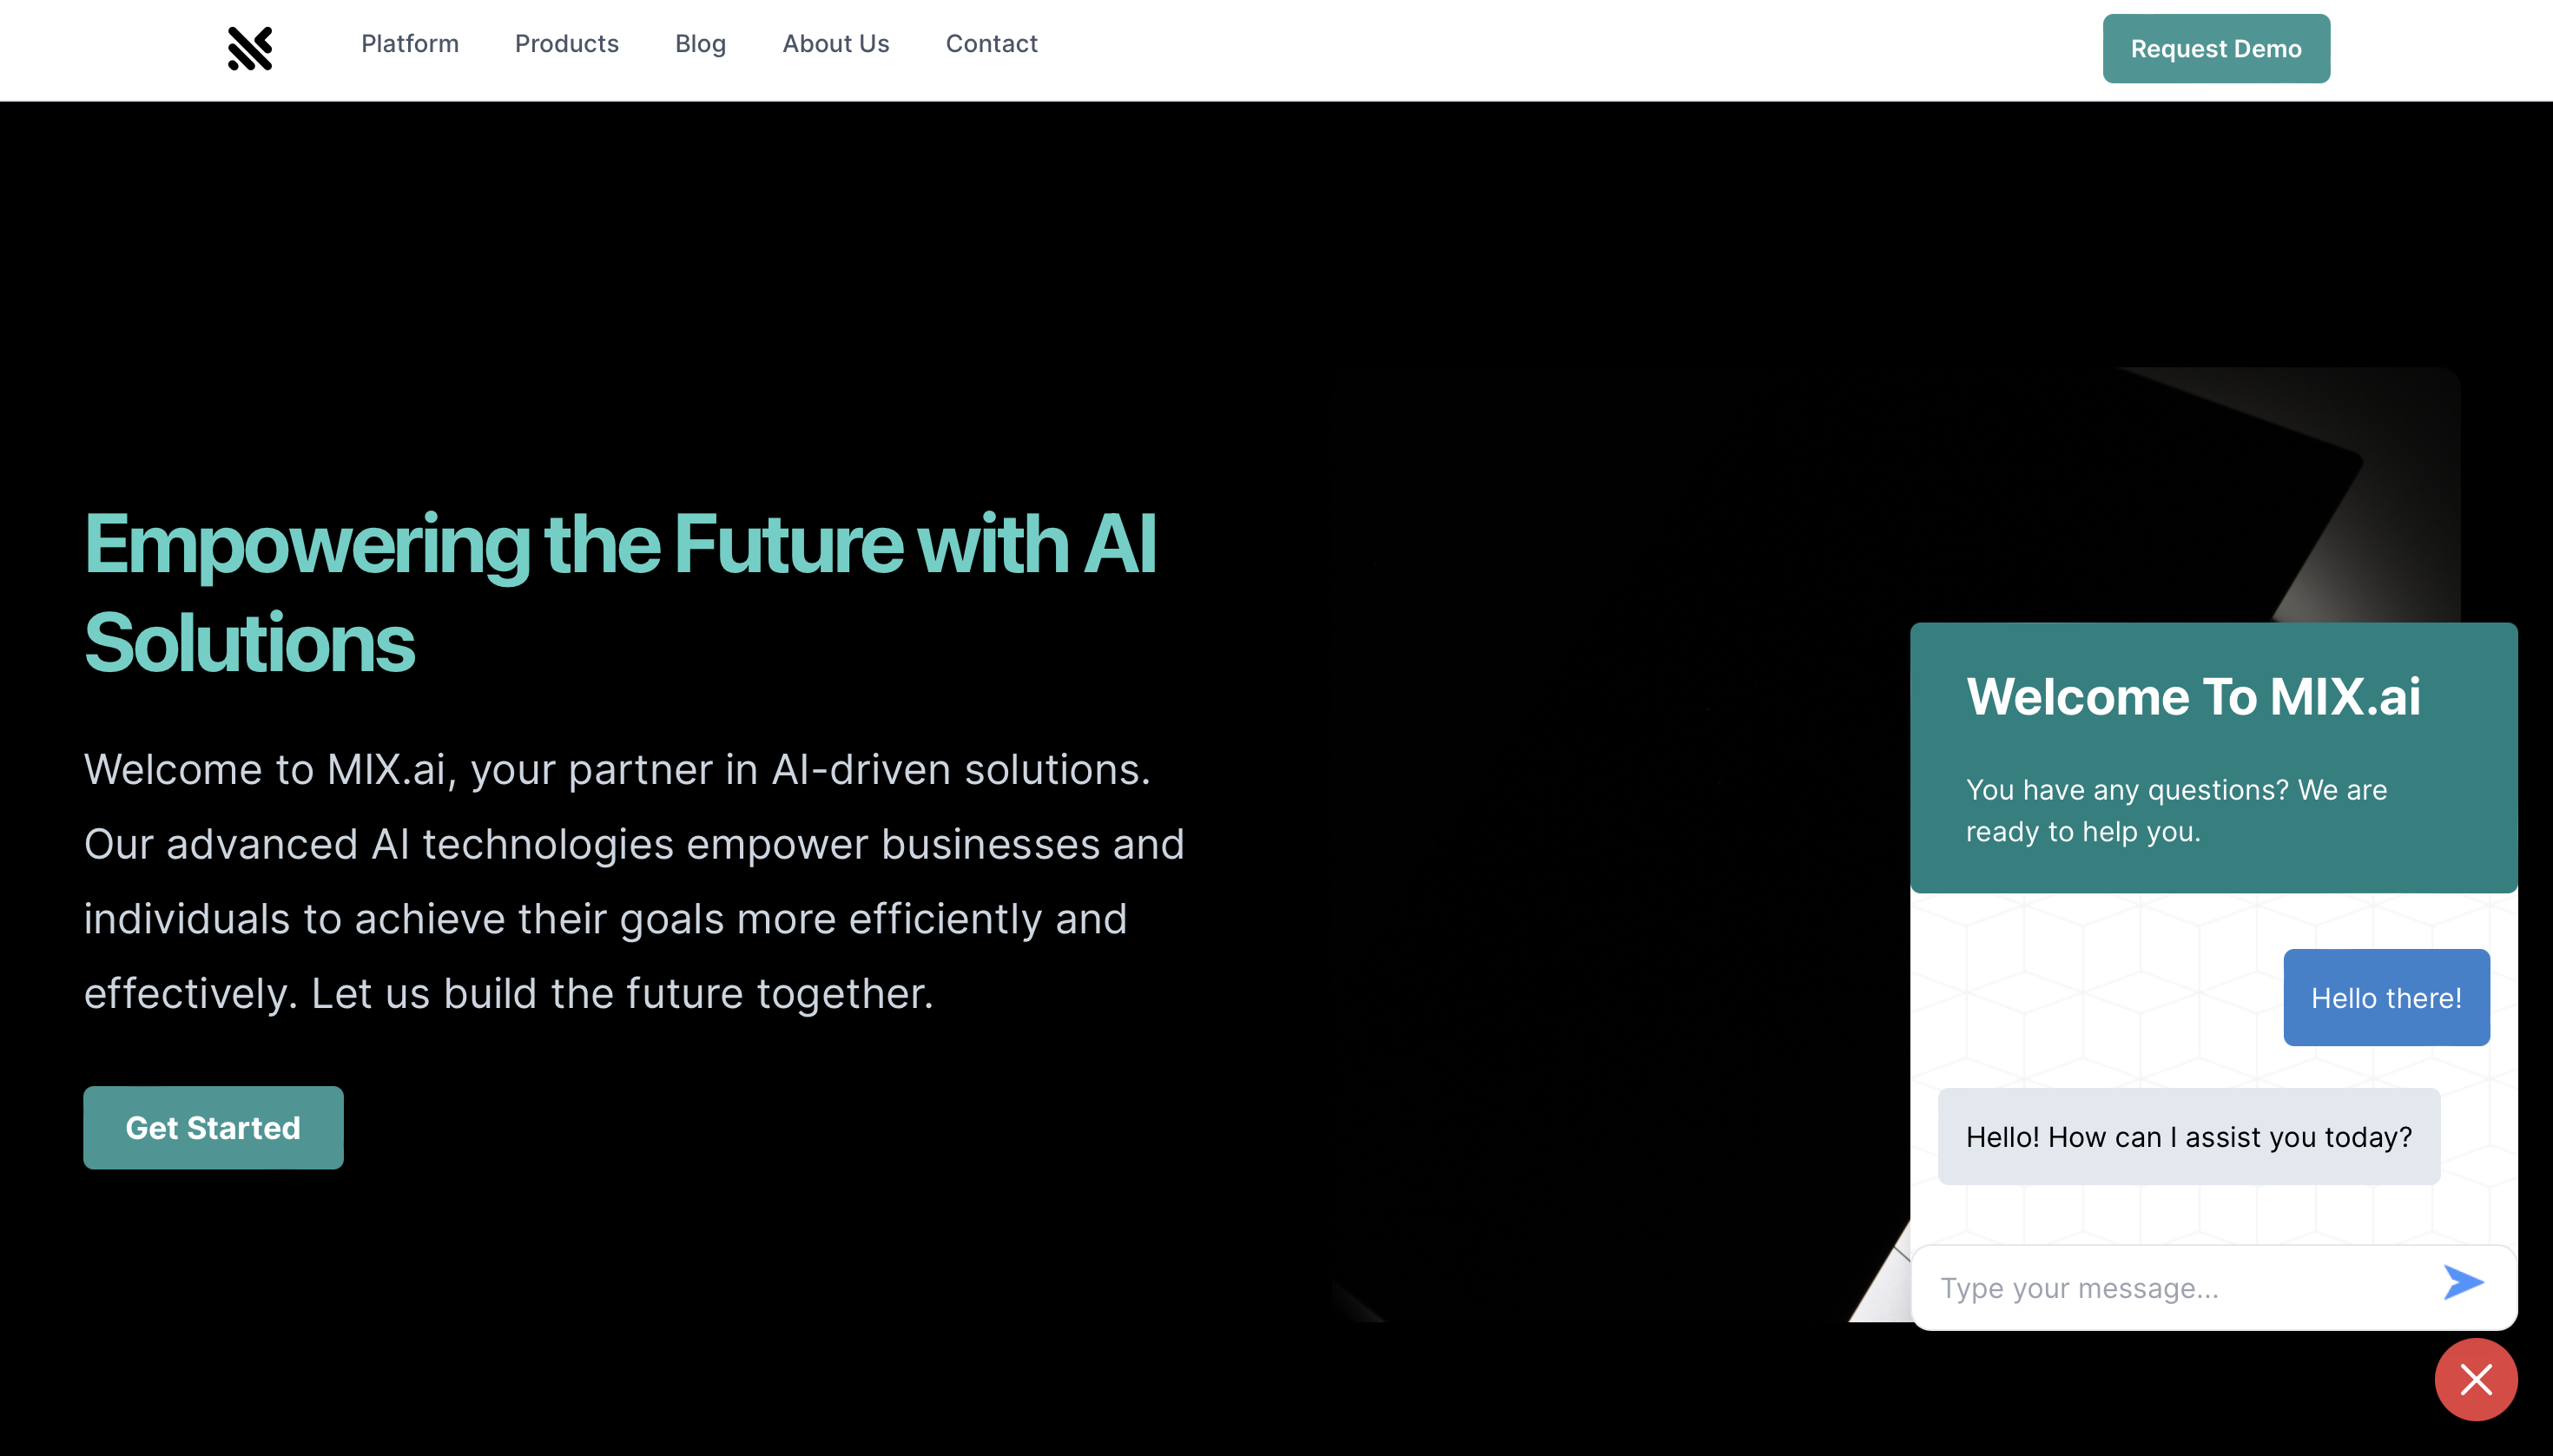 Platform
Products
Blog
About Us
Contact
Request Demo
Empowering the Future with AI
Solutions
Welcome to MIX.ai, your partner in AI-driven solutions.
Our advanced AI technologies empower businesses and
individuals to achieve their goals more efficiently and
effectively. Let us build the future together.
Get Started
Welcome To MIX.ai
You have any questions? We are
ready to help you.
Hello there!
Hello! How can I assist you today?
Type your message...